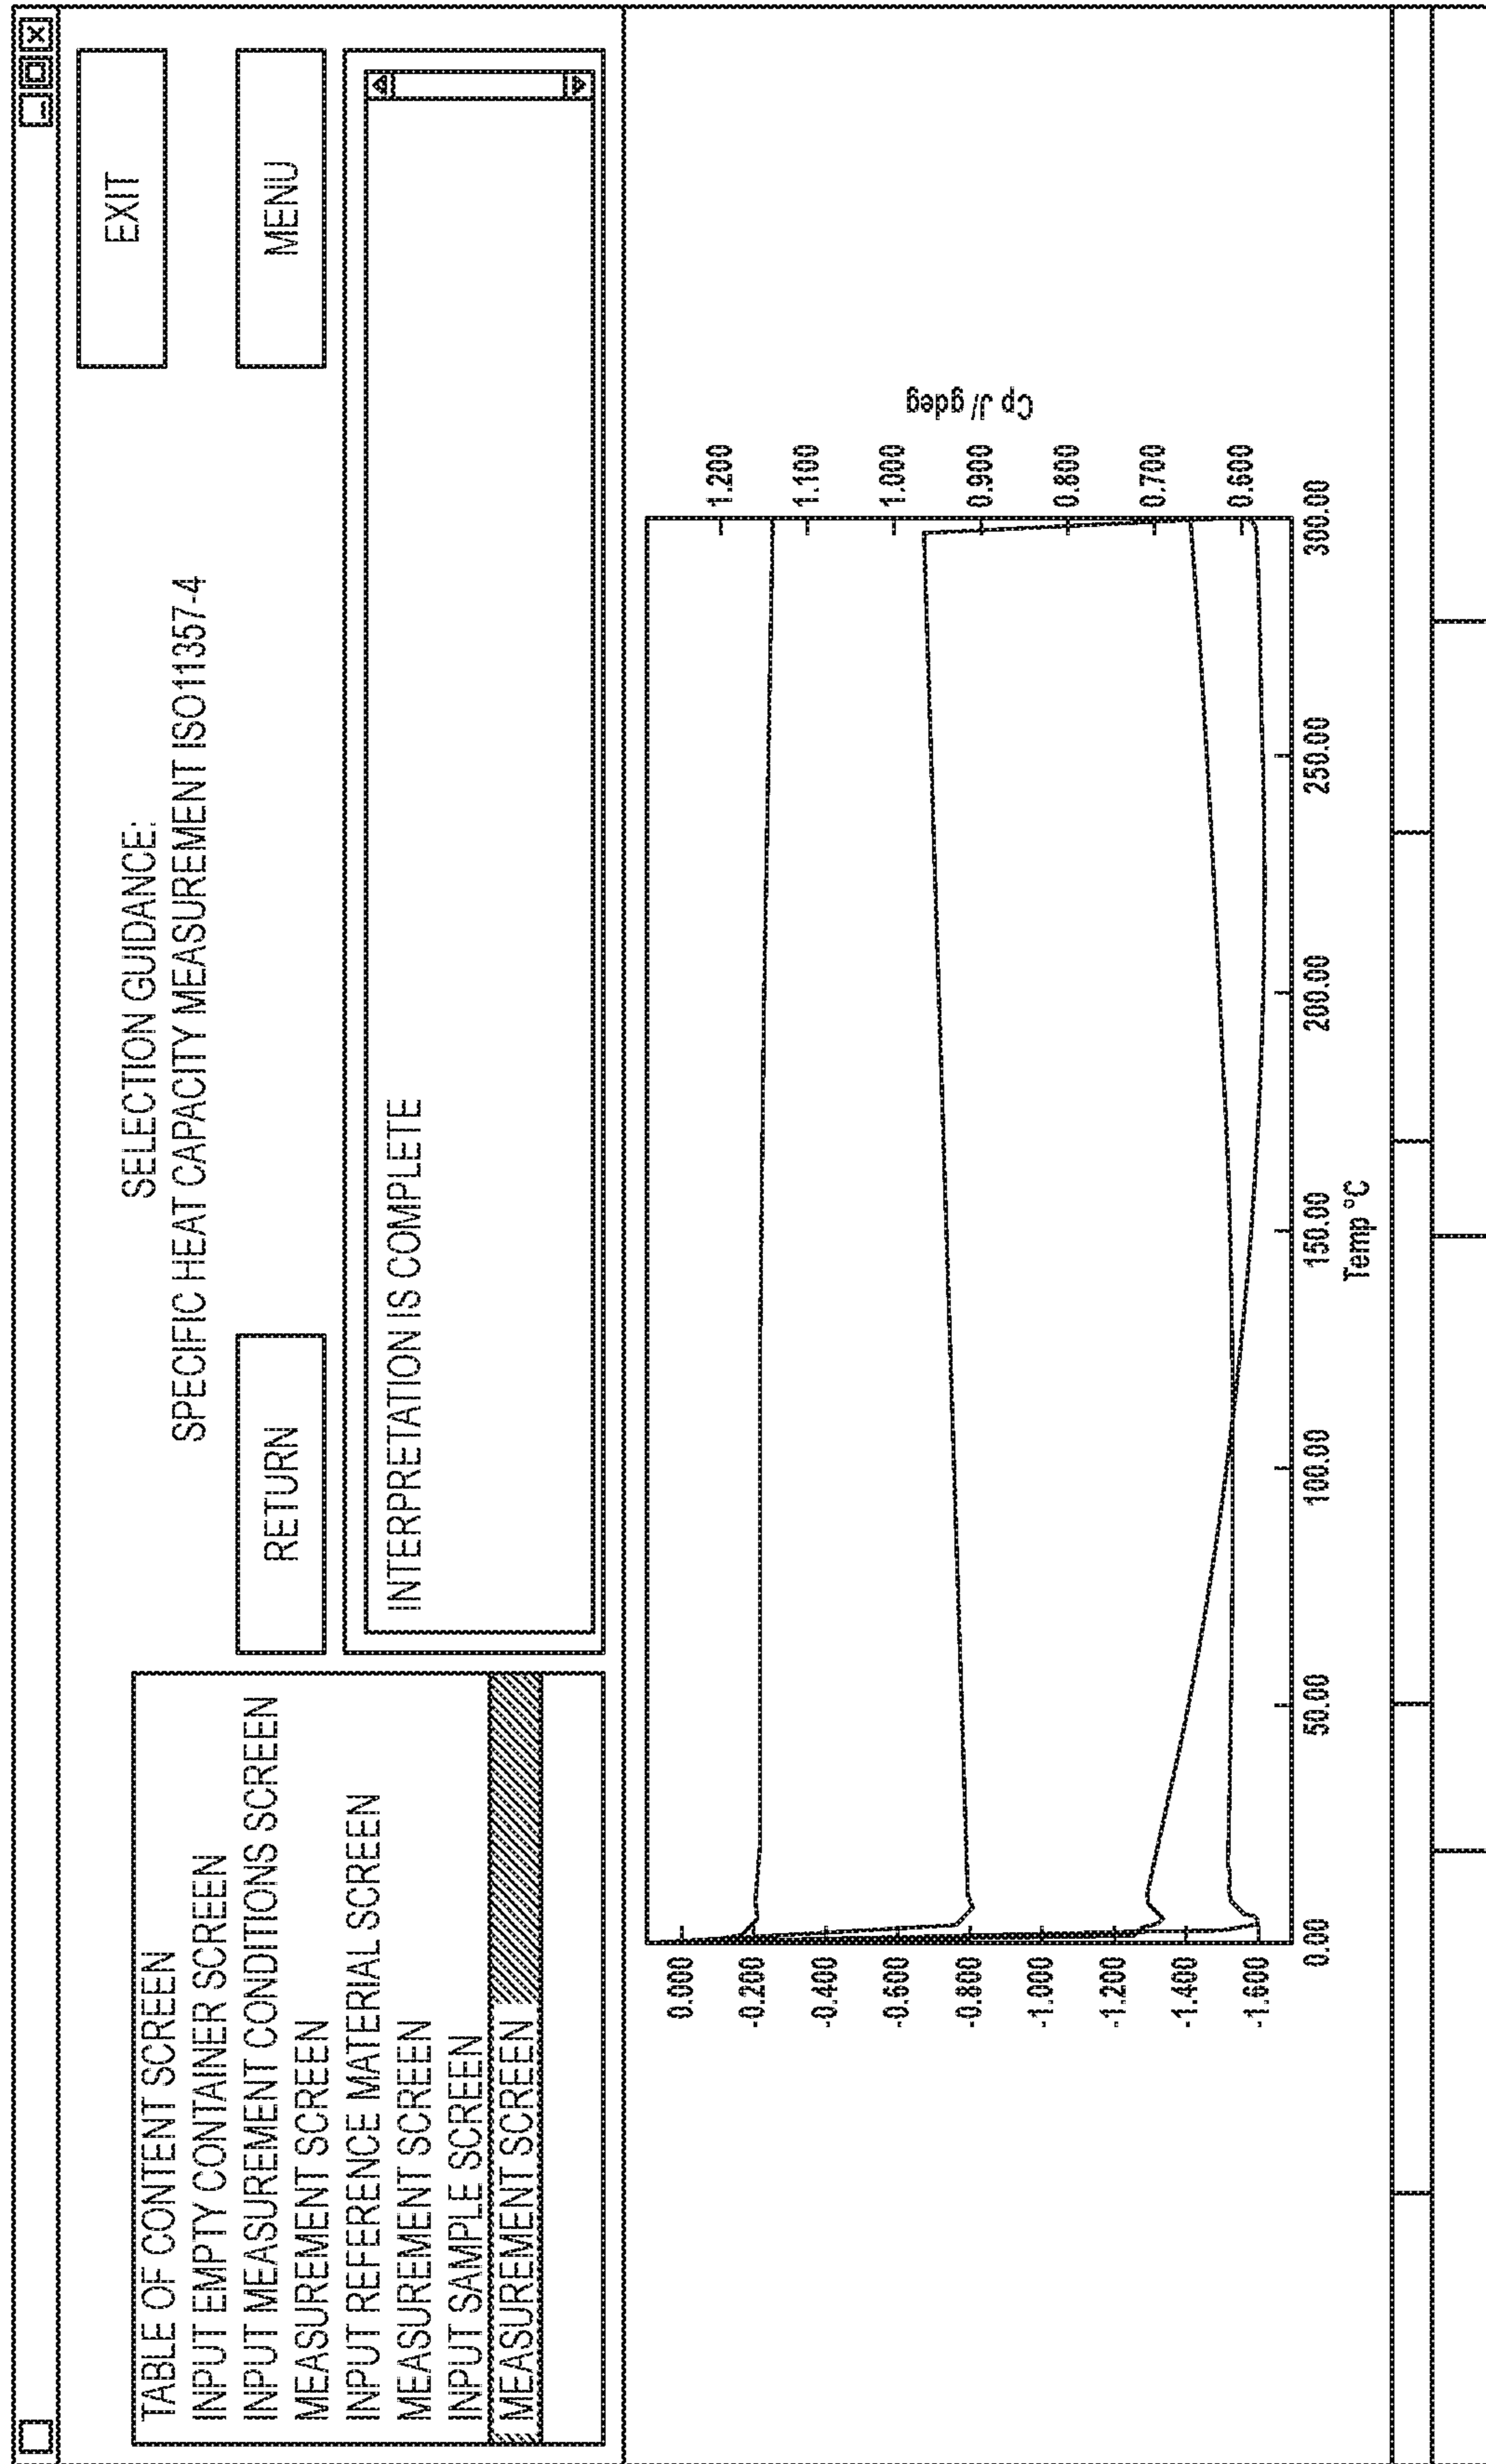 EXIT
SELECTION GUIDANCE:
SPECIFIC HEAT CAPACITY MEASUREMENT ISO11357-4
RETURN
MENU
TABLE OF CONTENT SCREEN
INPUT EMPTY CONTAINER SCREEN
INPUT MEASUREMENT CONDITIONS SCREEN
MEASUREMENT SCREEN
INPUT REFERENCE MATERIAL SCREEN
MEASUREMENT SCREEN
INPUT SAMPLE SCREEN
MEASUREMENT SCREEN
INTERPRETATION IS COMPLETE
0.000
-0.200
-0.400
-0.600
-0.800
-1.000
-1.200
-1.400
-1.600
1.200
1.100
1.000
0.900
0.800
0.700
0.600
Cp J/gdeg
0.00 50.00 100.00 150.00 200.00 250.00 300.00
Temp °C